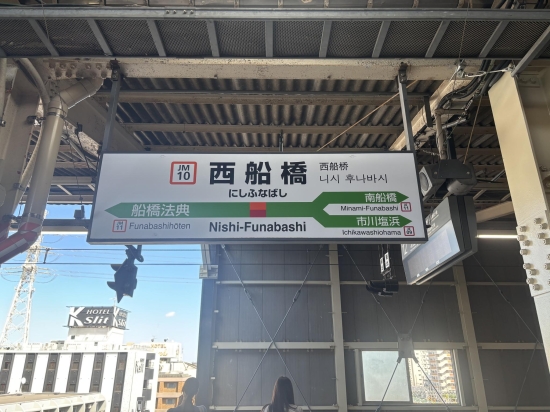 JM
10
西船橋
にしふなばし
Nishi-Funabashi
西船桥
니시 후나바시
船橋法典
Funabashihōten
南船橋
Minami-Funabashi
市川塩浜
Ichikawashiohama
HOTEL
Kslit